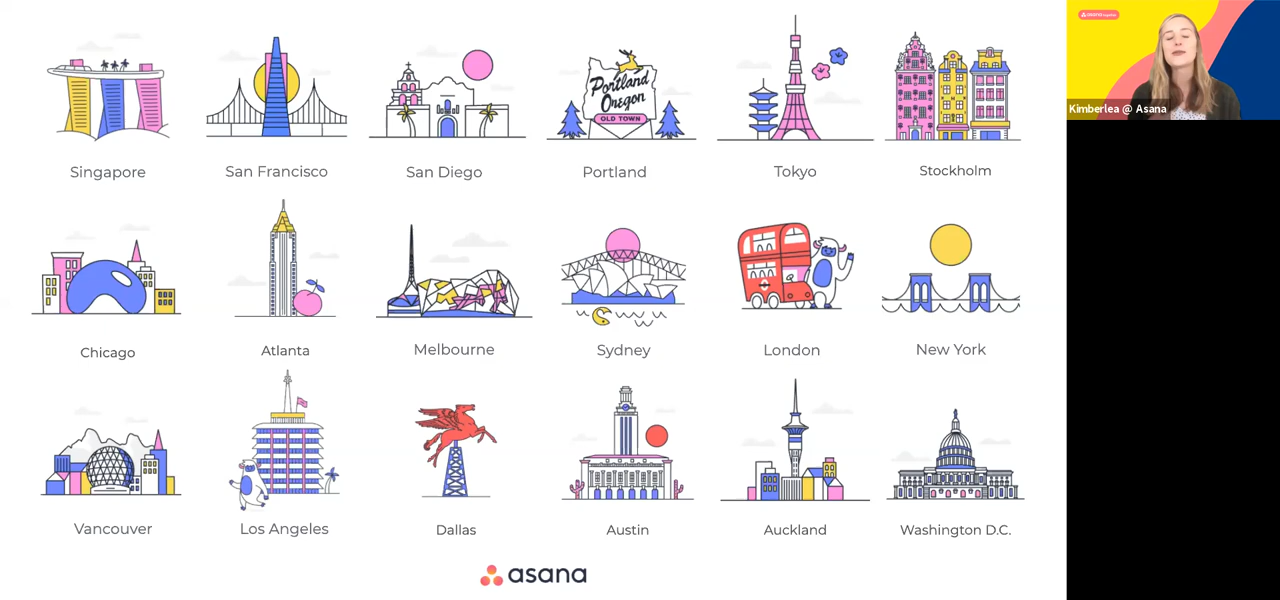 Portland
Oregon
OLD TOWN
Singapore
San Francisco
San Diego
Portland
Tokyo
Stockholm
Chicago
Atlanta
Melbourne
Sydney
London
New York
Vancouver
Los Angeles
Dallas
Austin
Auckland
Washington D.C.
asana
Kimberlea @ Asana